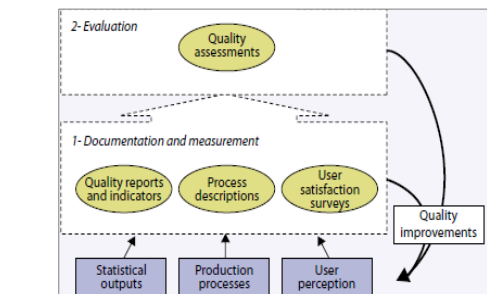 2- Evaluation
Quality
assessments
1- Documentation and measurement
Quality reports
and indicators
Process
descriptions
User
satisfaction
surveys
Quality
improvements
Statistical
outputs
Production
processes
User
perception